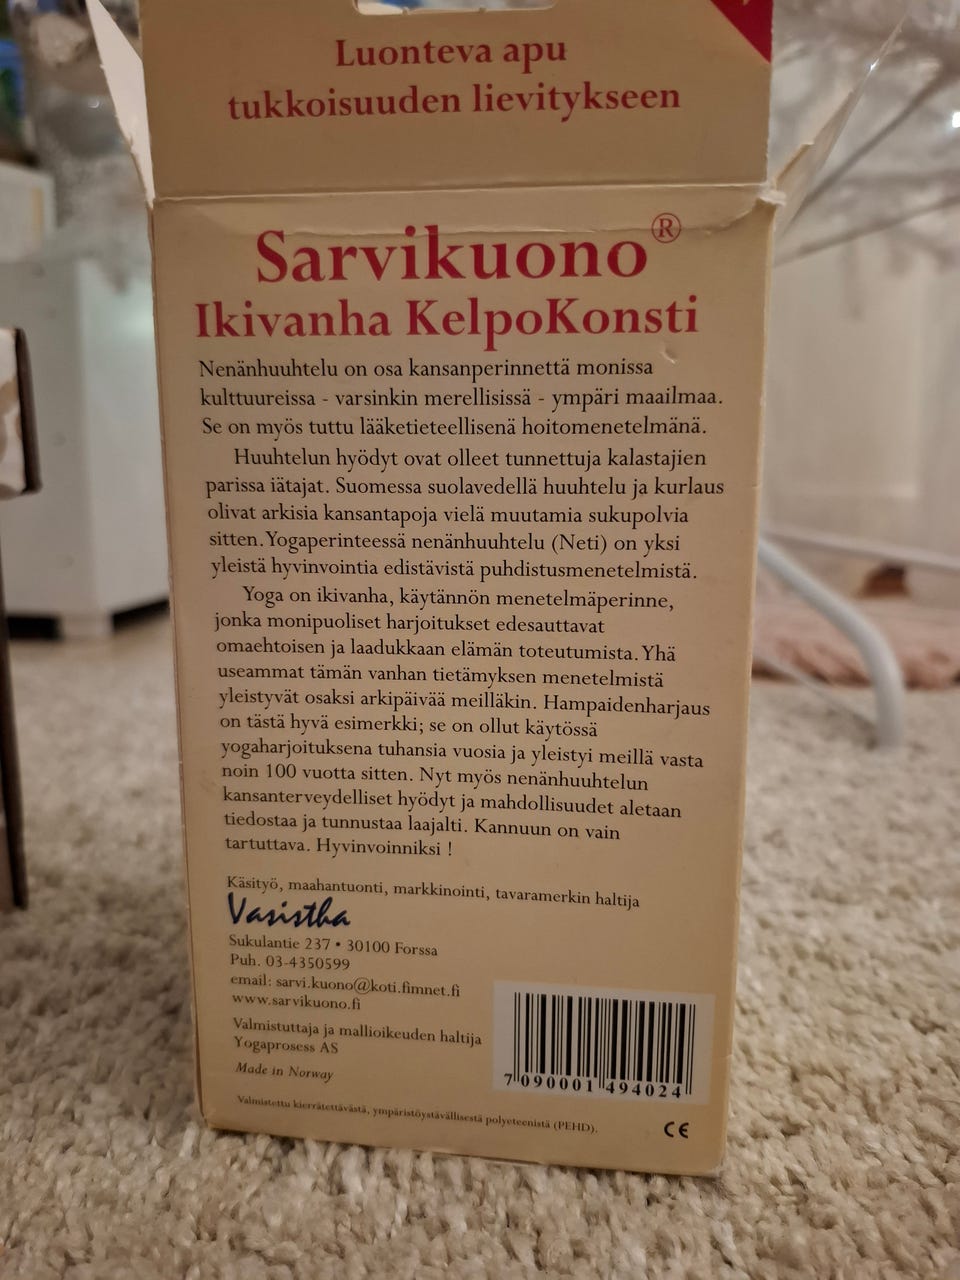 Luonteva apu
tukkoisuuden lievitykseen
Sarvikuono®
Ikivanha KelpoKonsti
Nenänhuuhtelu on osa kansanperinnettä monissa
kulttuureissa - varsinkin merellisissä - ympäri maailmaa.
Se on myös tuttu lääketieteellisenä hoitomenetelmänä.
Huuhtelun hyödyt ovat olleet tunnettuja kalastajien
parissa iätajat. Suomessa suolavedellä huuhtelu ja kurlaus
olivat arkisia kansantapoja vielä muutamia sukupolvia
sitten. Yogaperinteessä nenänhuuhtelu (Neti) on yksi
yleistä hyvinvointia edistävistä puhdistusmenetelmistä.
Yoga on ikivanha, käytännön menetelmäperinne,
jonka monipuoliset harjoitukset edesauttavat
omaehtoisen ja laadukkaan elämän toteutumista. Yhä
useammat tämän vanhan tietämyksen menetelmistä
yleistyvät osaksi arkipäivää meilläkin. Hampaidenharjaus
on tästä hyvä esimerkki; se on ollut käytössä
yogaharjoituksena tuhansia vuosia ja yleistyi meillä vasta
noin 100 vuotta sitten. Nyt myös nenänhuuhtelun
kansanterveydelliset hyödyt ja mahdollisuudet aletaan
tiedostaa ja tunnustaa laajalti. Kannuun on vain
tartuttava. Hyvinvoinniksi !
Käsityö, maahantuonti, markkinointi, tavaramerkin haltija
Vasistha
Sukulantie 237 • 30100 Forssa
Puh. 03-4350599
email: sarvi.kuono@koti.fimnet.fi
www.sarvikuono.fi
Valmistuttaja ja mallioikeuden haltija
Yogaprosess AS
Made in Norway
7 090001 494024
Valmistettu kierrätettävästä, ympäristöystävällisestä polyeteenistä (PEHD).
CE